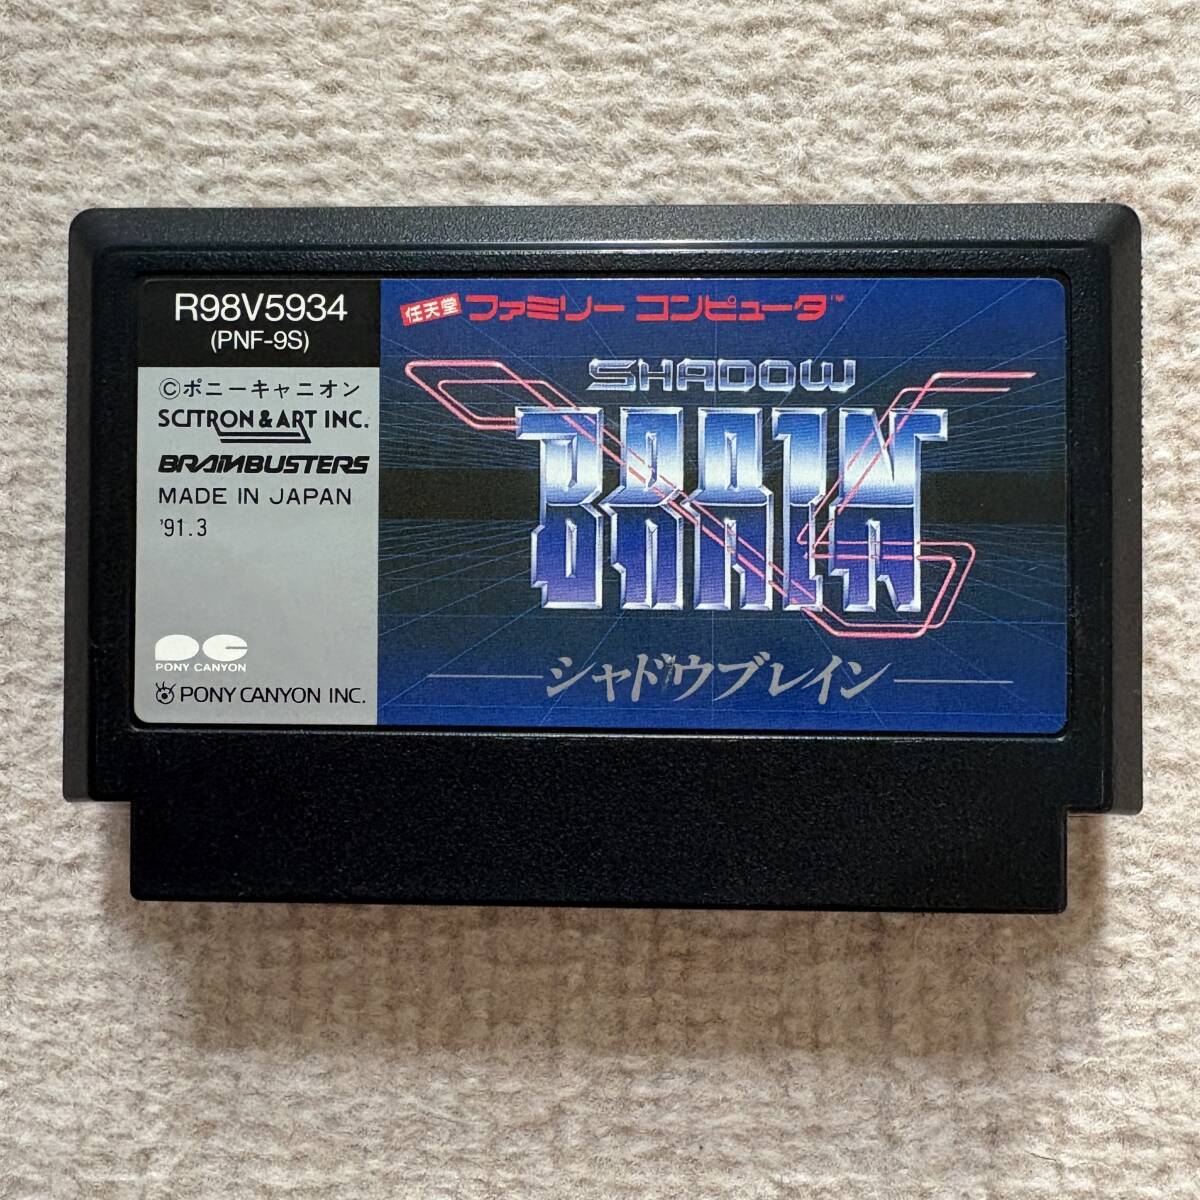 R98V5934
(PNF-9S)
©ポニーキャニオン
SCITRON & ART INC.
BRAINBUSTERS
MADE IN JAPAN
'91.3
PC
PONY CANYON
PONY CANYON INC.
任天堂 ファミリー コンピュータ™
SHADOW
BRAIN
シャドウブレイン